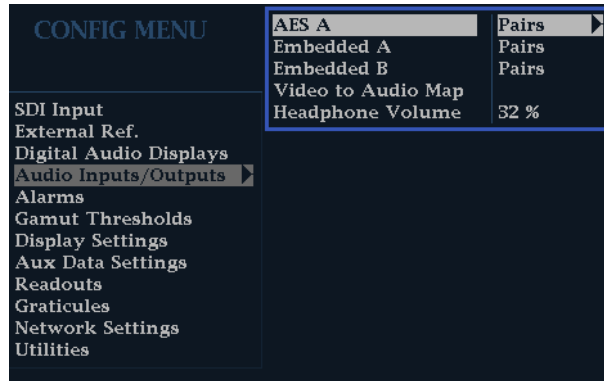 CONFIG MENU
SDI Input
External Ref.
Digital Audio Displays
Audio Inputs/Outputs
Alarms
Gamut Thresholds
Display Settings
Aux Data Settings
Readouts
Graticules
Network Settings
Utilities
AES A Pairs
Embedded A Pairs
Embedded B Pairs
Video to Audio Map
Headphone Volume 32 %